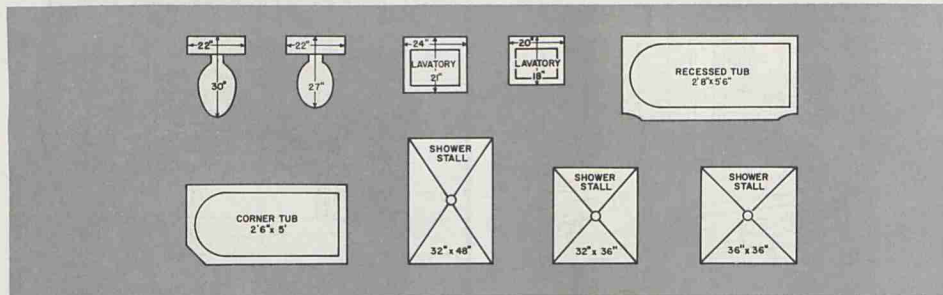 22"
30"
22"
27"
24"
LAVATORY
21"
20"
LAVATORY
18"
RECESSED TUB
2'8"x5'6"
CORNER TUB
2'6"x 5'
SHOWER
STALL
32" x 48"
SHOWER
STALL
32" x 36"
SHOWER
STALL
36" x 36"